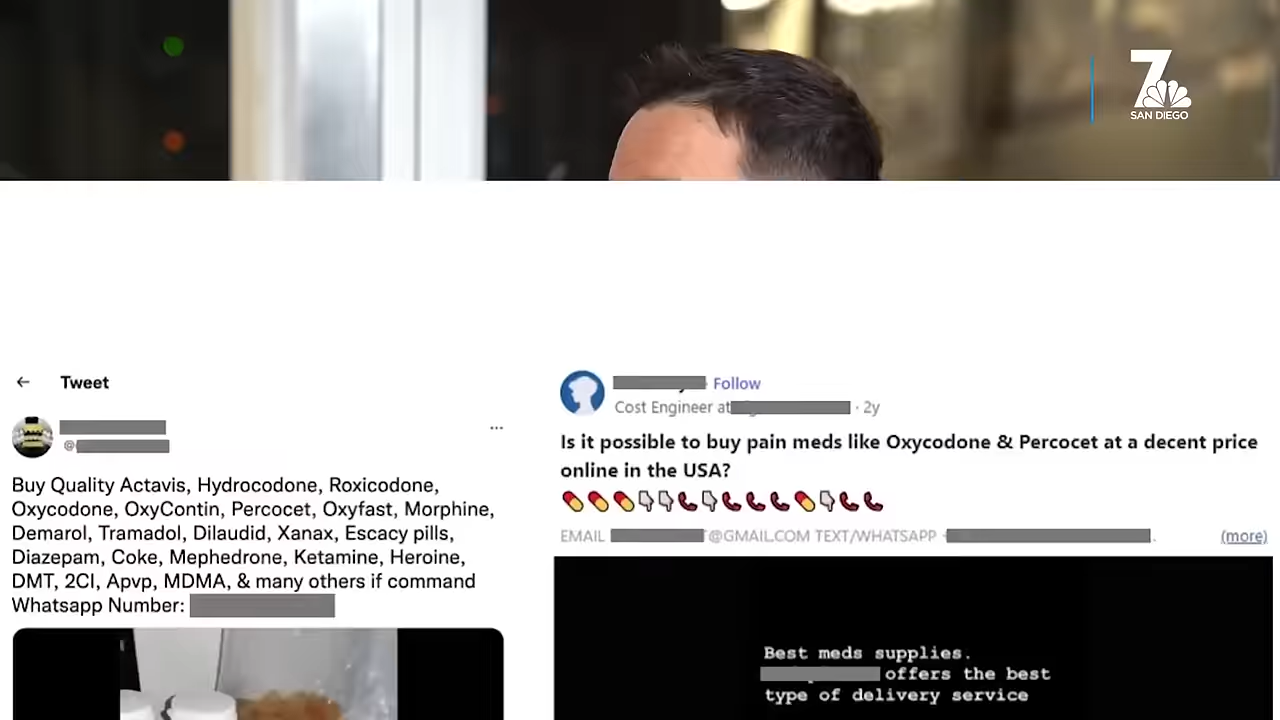 7
SAN DIEGO
Tweet
@
Buy Quality Actavis, Hydrocodone, Roxicodone,
Oxycodone, OxyContin, Percocet, Oxyfast, Morphine,
Demarol, Tramadol, Dilaudid, Xanax, Escacy pills,
Diazepam, Coke, Mephedrone, Ketamine, Heroine,
DMT, 2CI, Apvp, MDMA, & many others if command
Whatsapp Number:
Follow
Cost Engineer at · 2y
Is it possible to buy pain meds like Oxycodone & Percocet at a decent price
online in the USA?
EMAIL @GMAIL.COM TEXT/WHATSAPP - . (more)
Best meds supplies.
offers the best
type of delivery service